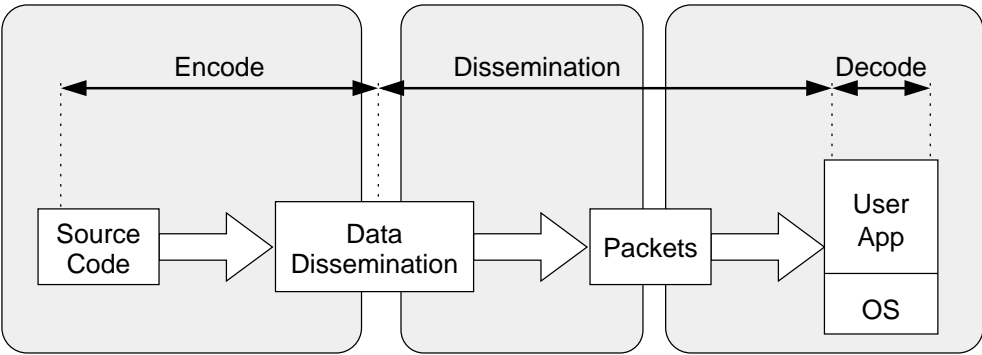 Encode
Dissemination
Decode
Source
Code
Data
Dissemination
Packets
User
App
OS